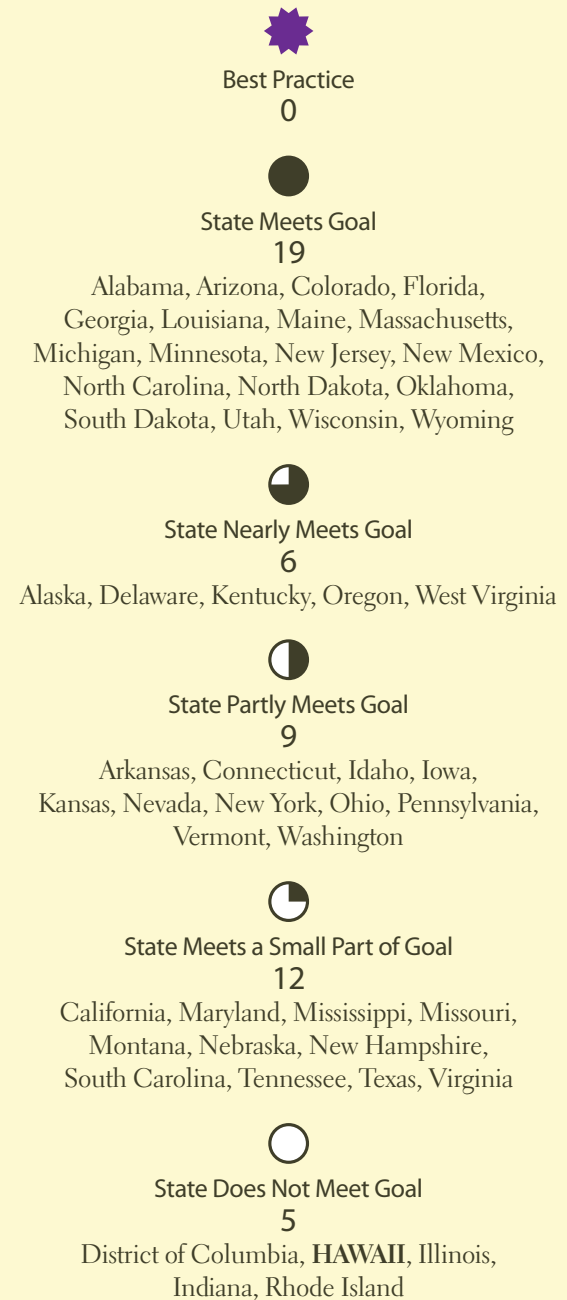 Best Practice
0
State Meets Goal
19
Alabama, Arizona, Colorado, Florida,
Georgia, Louisiana, Maine, Massachusetts,
Michigan, Minnesota, New Jersey, New Mexico,
North Carolina, North Dakota, Oklahoma,
South Dakota, Utah, Wisconsin, Wyoming
State Nearly Meets Goal
6
Alaska, Delaware, Kentucky, Oregon, West Virginia
State Partly Meets Goal
9
Arkansas, Connecticut, Idaho, Iowa,
Kansas, Nevada, New York, Ohio, Pennsylvania,
Vermont, Washington
State Meets a Small Part of Goal
12
California, Maryland, Mississippi, Missouri,
Montana, Nebraska, New Hampshire,
South Carolina, Tennessee, Texas, Virginia
State Does Not Meet Goal
5
District of Columbia, HAWAII, Illinois,
Indiana, Rhode Island